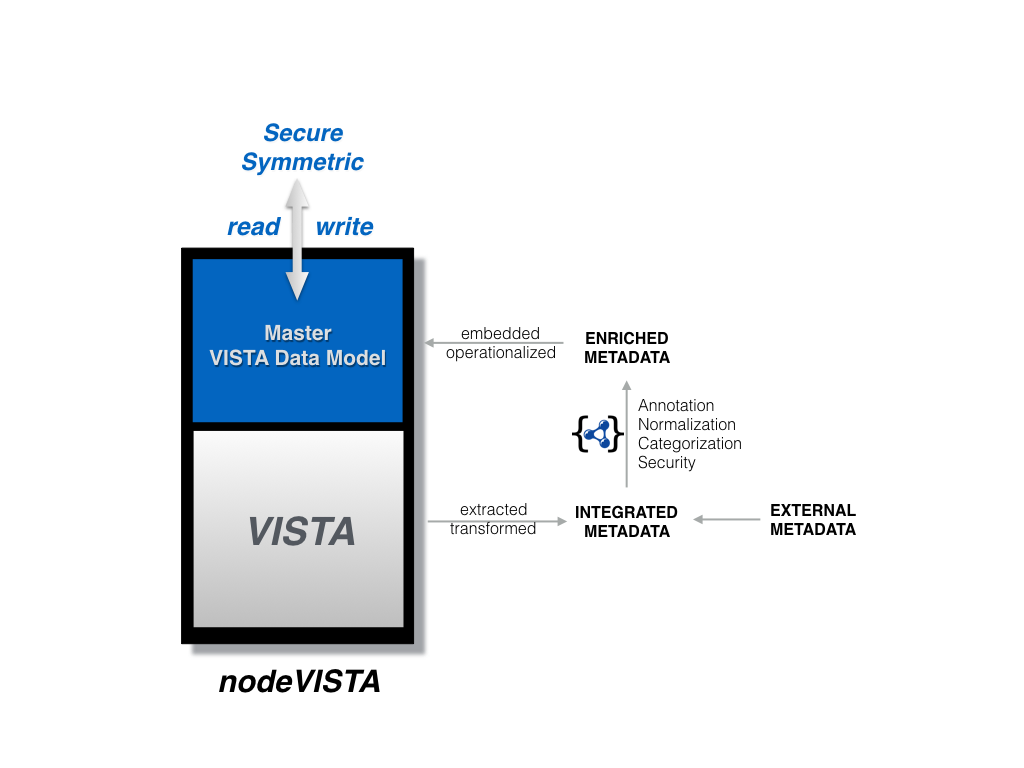 Secure
Symmetric
read write
Master
VISTA Data Model
embedded
operationalized
ENRICHED
METADATA
{ }
Annotation
Normalization
Categorization
Security
VISTA
extracted
transformed
INTEGRATED
METADATA
EXTERNAL
METADATA
nodeVISTA